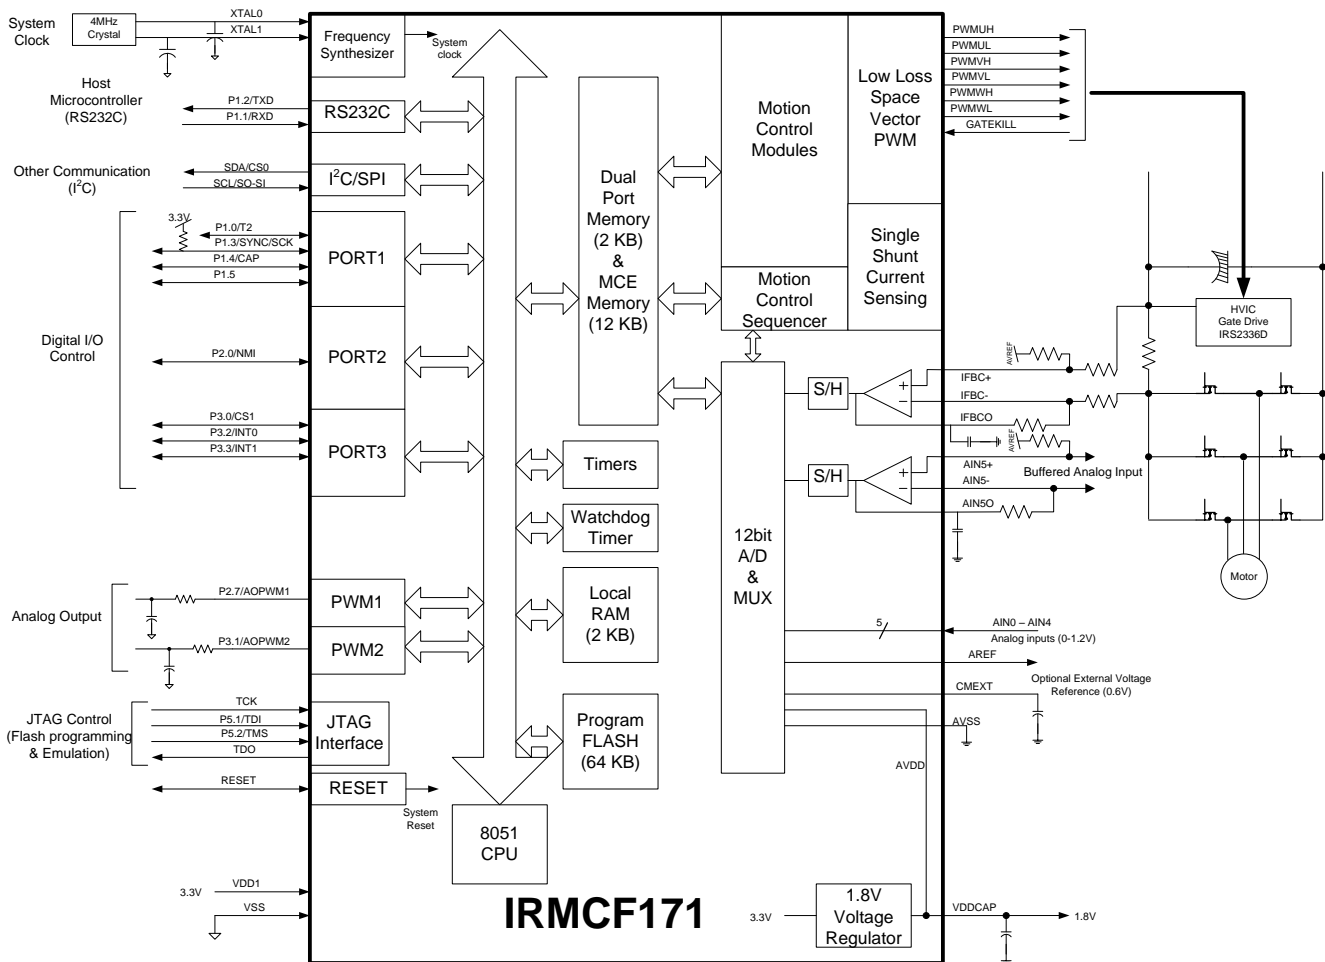 System
Clock
4MHz
Crystal
XTAL0
XTAL1
Frequency
Synthesizer
System
clock
Host
Microcontroller
(RS232C)
P1.2/TXD
P1.1/RXD
RS232C
Other Communication
(I²C)
SDA/CS0
SCL/SO-SI
I²C/SPI
Digital I/O
Control
3.3V
P1.0/T2
P1.3/SYNC/SCK
P1.4/CAP
P1.5
PORT1
P2.0/NMI
PORT2
P3.0/CS1
P3.2/INT0
P3.3/INT1
PORT3
Analog Output
P2.7/AOPWM1
PWM1
P3.1/AOPWM2
PWM2
JTAG Control
(Flash programming
& Emulation)
TCK
P5.1/TDI
P5.2/TMS
TDO
JTAG
Interface
RESET
RESET
System
Reset
3.3V
VDD1
VSS
8051
CPU
IRMCF171
Dual
Port
Memory
(2 KB)
&
MCE
Memory
(12 KB)
Timers
Watchdog
Timer
Local
RAM
(2 KB)
Program
FLASH
(64 KB)
Motion
Control
Modules
Motion
Control
Sequencer
Low Loss
Space
Vector
PWM
Single
Shunt
Current
Sensing
12bit
A/D
&
MUX
S/H
S/H
+
−
+
−
PWMUH
PWMUL
PWMVH
PWMVL
PWMWH
PWMWL
GATEKILL
HVIC
Gate Drive
IRS2336D
AVREF
IFBC+
IFBC-
IFBCO
AVREF
AIN5+
AIN5-
AIN5O
Buffered Analog Input
Motor
5
AIN0 – AIN4
Analog inputs (0-1.2V)
AREF
Optional External Voltage
Reference (0.6V)
CMEXT
AVSS
AVDD
3.3V
1.8V
Voltage
Regulator
VDDCAP
1.8V